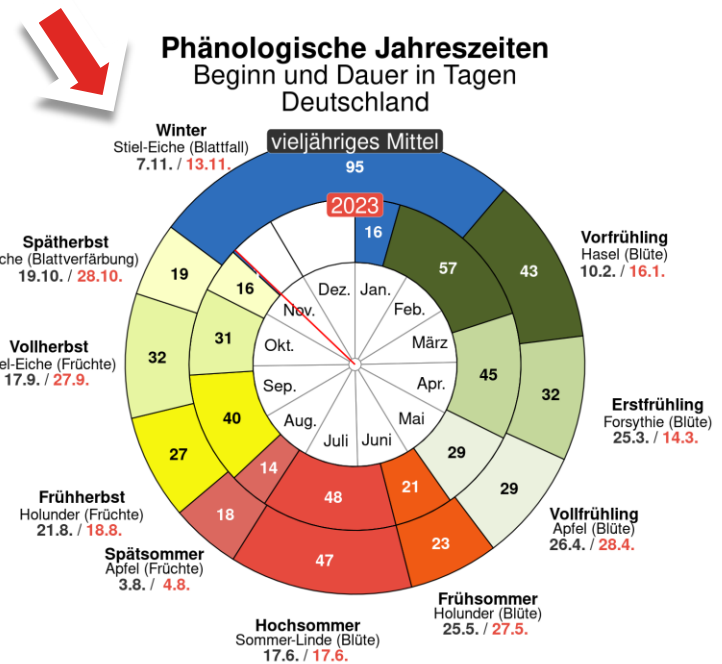 Phänologische Jahreszeiten
Beginn und Dauer in Tagen
Deutschland
Winter
Stiel-Eiche (Blattfall)
7.11. / 13.11.
vieljähriges Mittel
95
2023
16
57
43
Vorfrühling
Hasel (Blüte)
10.2. / 16.1.
Spätherbst
che (Blattverfärbung)
19.10. / 28.10.
19
16
Dez.
Jan.
Nov.
Feb.
Okt.
März
Sep.
Apr.
Aug.
Mai
Juli
Juni
Vollherbst
el-Eiche (Früchte)
17.9. / 27.9.
32
31
45
32
Erstfrühling
Forsythie (Blüte)
25.3. / 14.3.
40
27
29
29
14
18
48
47
21
23
Frühherbst
Holunder (Früchte)
21.8. / 18.8.
Vollfrühling
Apfel (Blüte)
26.4. / 28.4.
Spätsommer
Apfel (Früchte)
3.8. / 4.8.
Frühsommer
Holunder (Blüte)
25.5. / 27.5.
Hochsommer
Sommer-Linde (Blüte)
17.6. / 17.6.